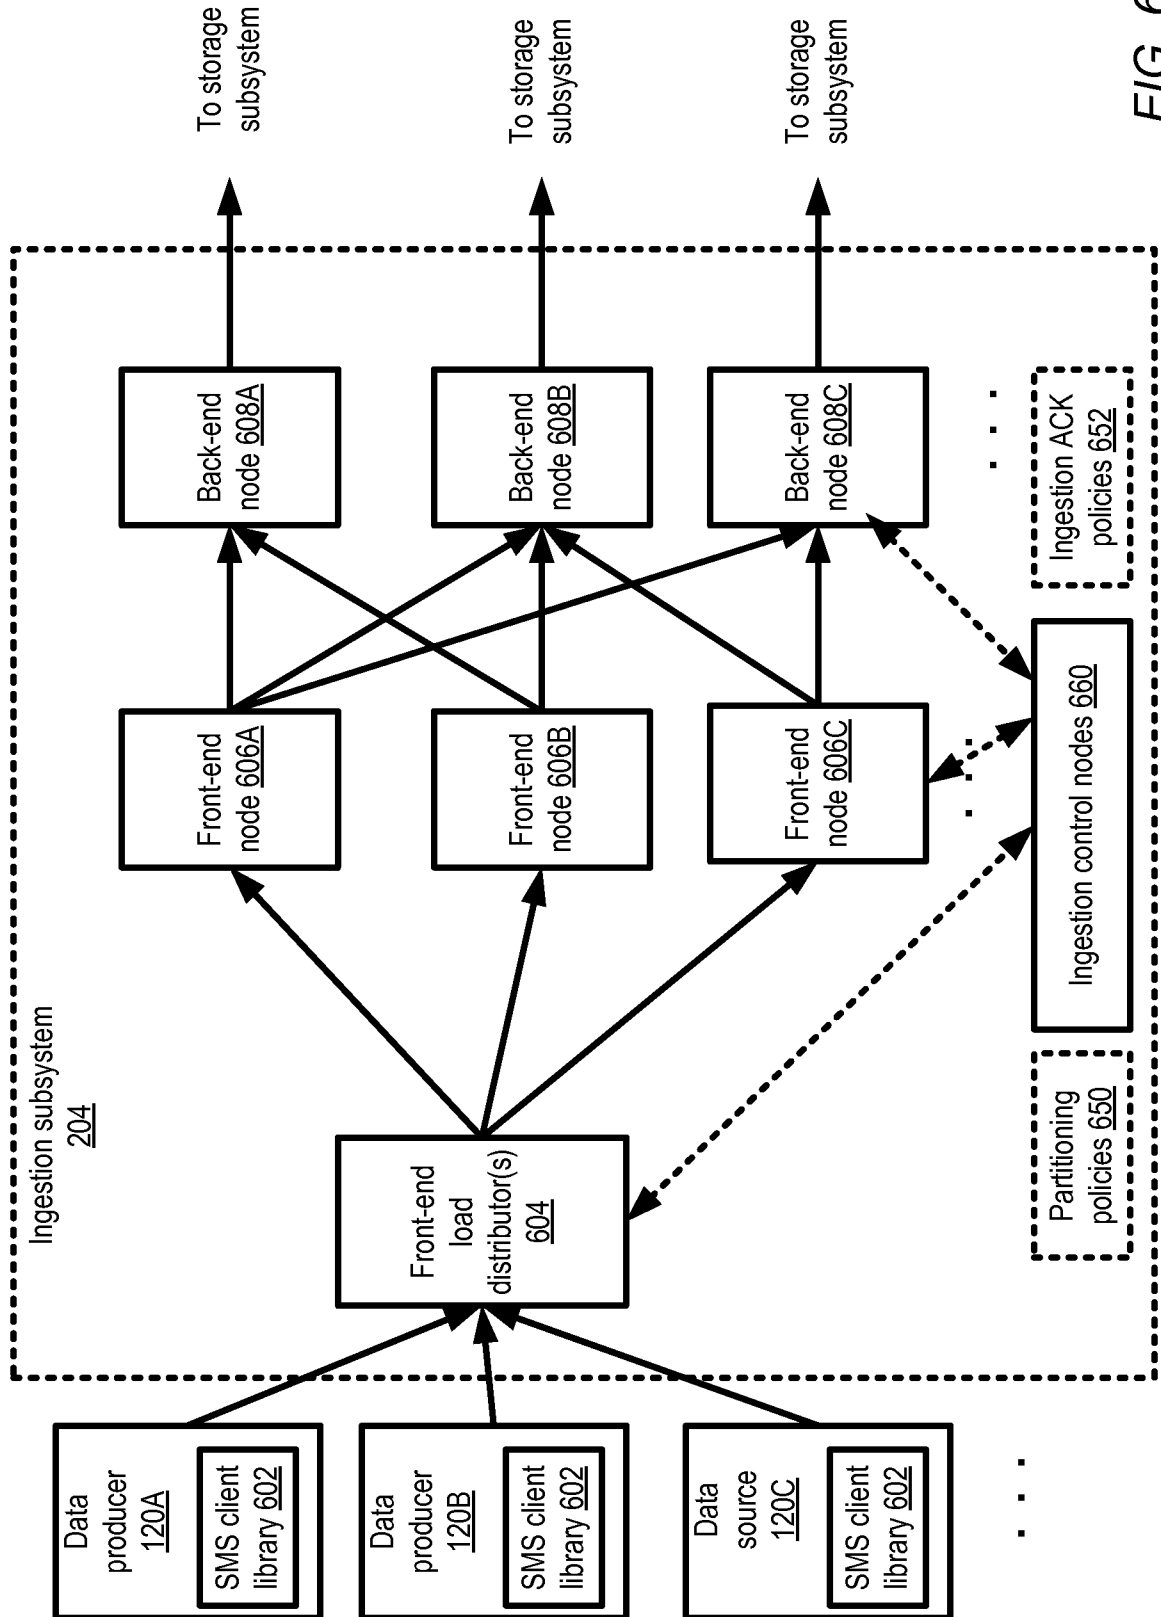 Data
producer
120A
SMS client
library 602
Data
producer
120B
SMS client
library 602
Data
source
120C
SMS client
library 602
. . .
Ingestion subsystem
204
Front-end
load
distributor(s)
604
Front-end
node 606A
Front-end
node 606B
Front-end
node 606C
. . .
Back-end
node 608A
Back-end
node 608B
Back-end
node 608C
. . .
To storage
subsystem
To storage
subsystem
To storage
subsystem
Partitioning
policies 650
Ingestion control nodes 660
Ingestion ACK
policies 652
FIG. 6